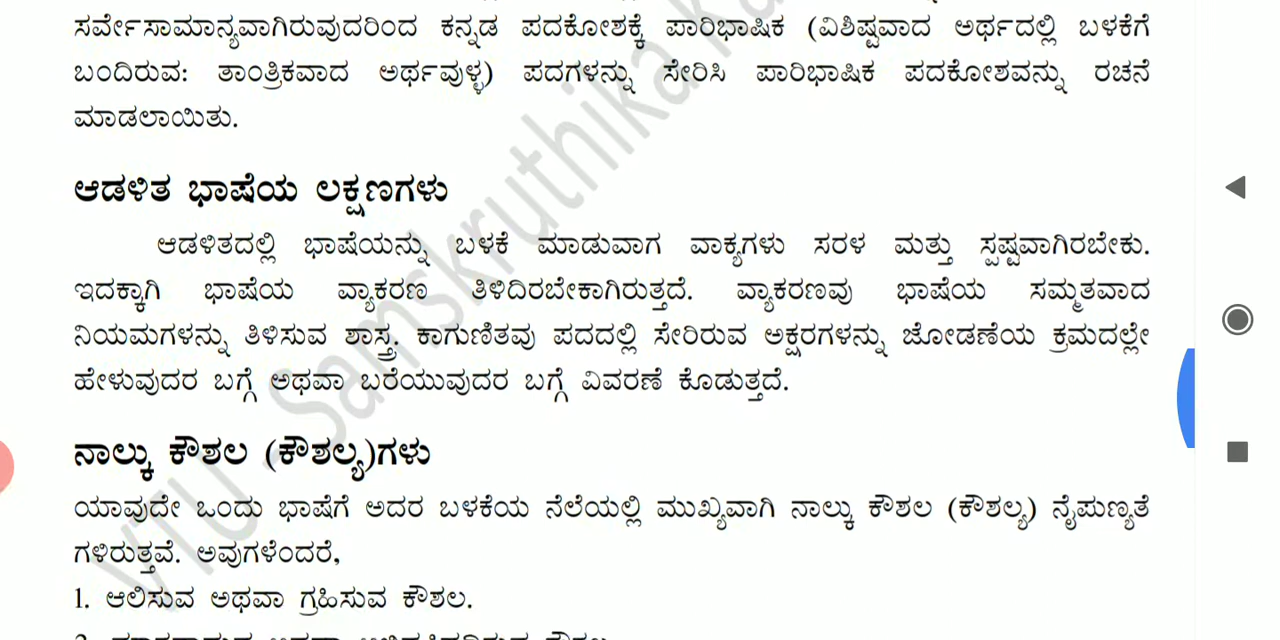 ಸರ್ವೇಸಾಮಾನ್ಯವಾಗಿರುವುದರಿಂದ ಕನ್ನಡ ಪದಕೋಶಕ್ಕೆ ಪಾರಿಭಾಷಿಕ (ವಿಶಿಷ್ಟವಾದ ಅರ್ಥದಲ್ಲಿ ಬಳಕೆಗೆ
ಬಂದಿರುವ: ತಾಂತ್ರಿಕವಾದ ಅರ್ಥವುಳ್ಳ) ಪದಗಳನ್ನು ಸೇರಿಸಿ ಪಾರಿಭಾಷಿಕ ಪದಕೋಶವನ್ನು ರಚನೆ
ಮಾಡಲಾಯಿತು.
ಆಡಳಿತ ಭಾಷೆಯ ಲಕ್ಷಣಗಳು
ಆಡಳಿತದಲ್ಲಿ ಭಾಷೆಯನ್ನು ಬಳಕೆ ಮಾಡುವಾಗ ವಾಕ್ಯಗಳು ಸರಳ ಮತ್ತು ಸ್ಪಷ್ಟವಾಗಿರಬೇಕು.
ಇದಕ್ಕಾಗಿ ಭಾಷೆಯ ವ್ಯಾಕರಣ ತಿಳಿದಿರಬೇಕಾಗಿರುತ್ತದೆ. ವ್ಯಾಕರಣವು ಭಾಷೆಯ ಸಮ್ಮತವಾದ
ನಿಯಮಗಳನ್ನು ತಿಳಿಸುವ ಶಾಸ್ತ್ರ. ಕಾಗುಣಿತವು ಪದದಲ್ಲಿ ಸೇರಿರುವ ಅಕ್ಷರಗಳನ್ನು ಜೋಡಣೆಯ ಕ್ರಮದಲ್ಲೇ
ಹೇಳುವುದರ ಬಗ್ಗೆ ಅಥವಾ ಬರೆಯುವುದರ ಬಗ್ಗೆ ವಿವರಣೆ ಕೊಡುತ್ತದೆ.
ನಾಲ್ಕು ಕೌಶಲ (ಕೌಶಲ್ಯ)ಗಳು
ಯಾವುದೇ ಒಂದು ಭಾಷೆಗೆ ಅದರ ಬಳಕೆಯ ನೆಲೆಯಲ್ಲಿ ಮುಖ್ಯವಾಗಿ ನಾಲ್ಕು ಕೌಶಲ (ಕೌಶಲ್ಯ) ನೈಪುಣ್ಯತೆ
ಗಳಿರುತ್ತವೆ. ಅವುಗಳೆಂದರೆ,
1. ಆಲಿಸುವ ಅಥವಾ ಗ್ರಹಿಸುವ ಕೌಶಲ.
VTU - Samskruthika